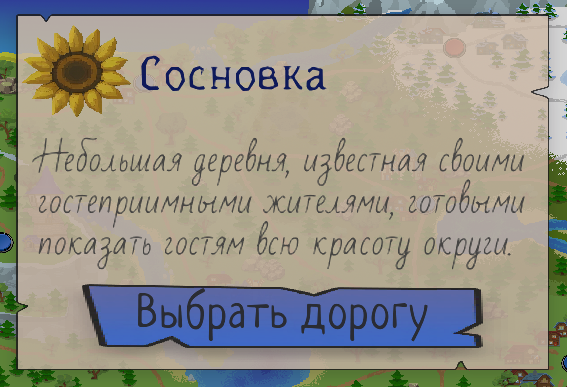 Сосновка
Небольшая деревня, известная своими
гостеприимными жителями, готовыми
показать гостям всю красоту округи.
Выбрать дорогу